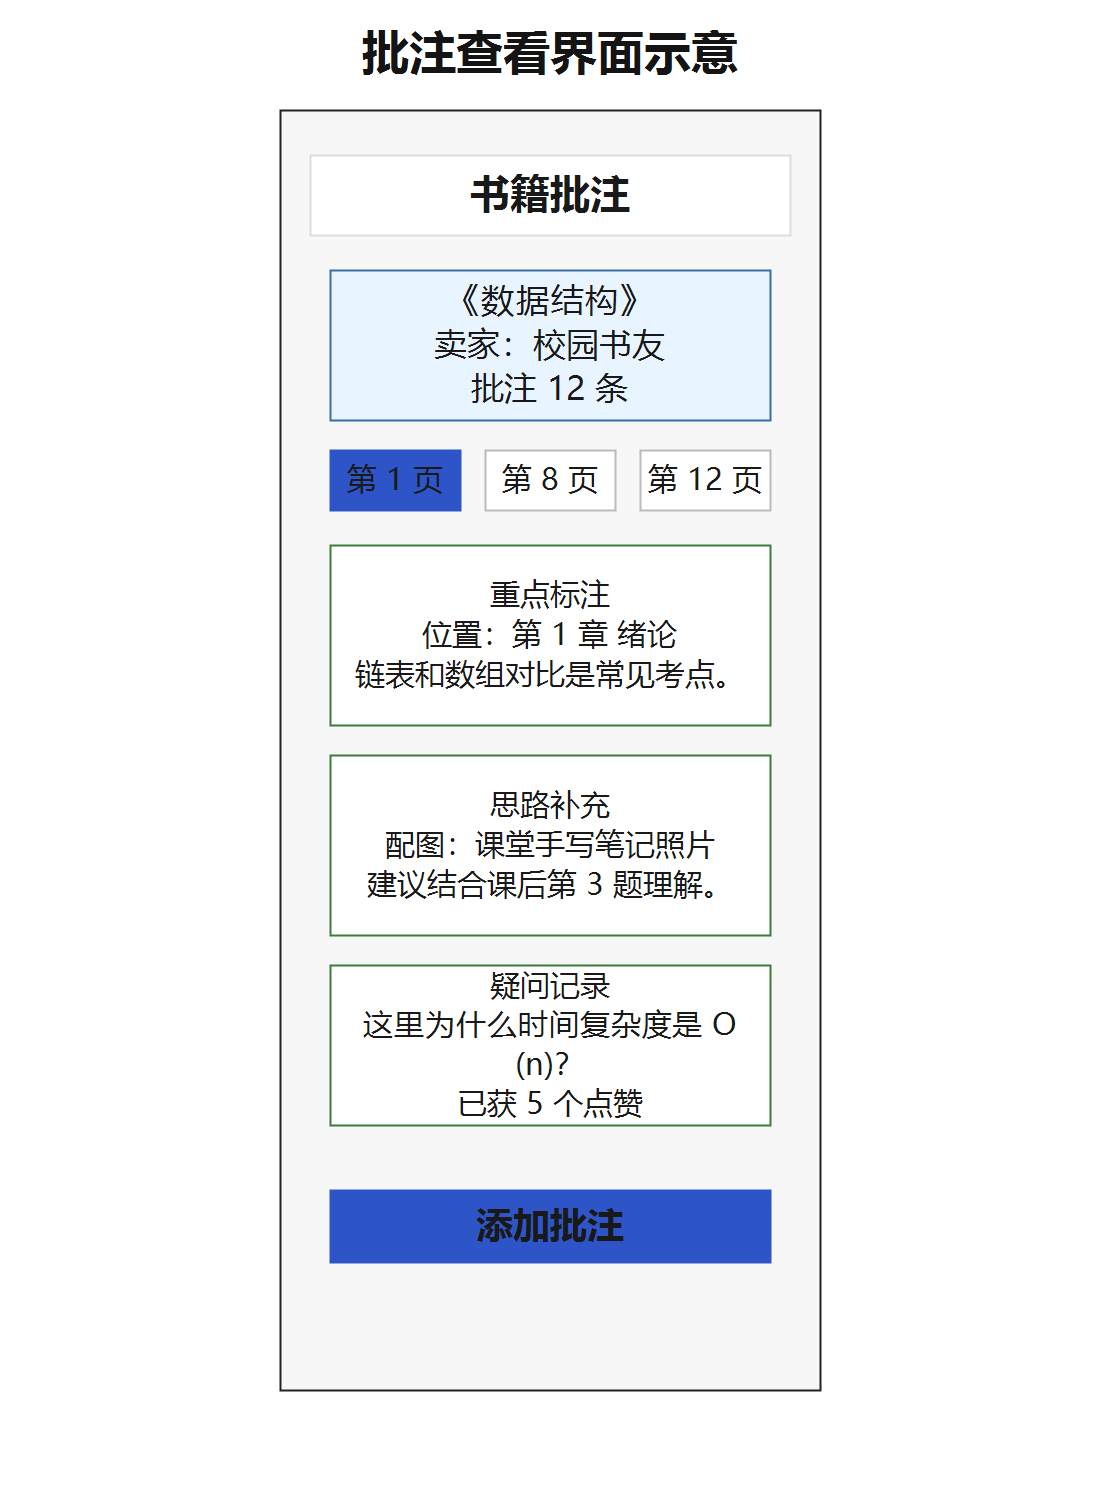 批注查看界面示意
书籍批注
《数据结构》
卖家：校园书友
批注 12 条
第 1 页
第 8 页
第 12 页
重点标注
位置：第 1 章 绪论
链表和数组对比是常见考点。
思路补充
配图：课堂手写笔记照片
建议结合课后第 3 题理解。
疑问记录
这里为什么时间复杂度是 O
(n)?
已获 5 个点赞
添加批注